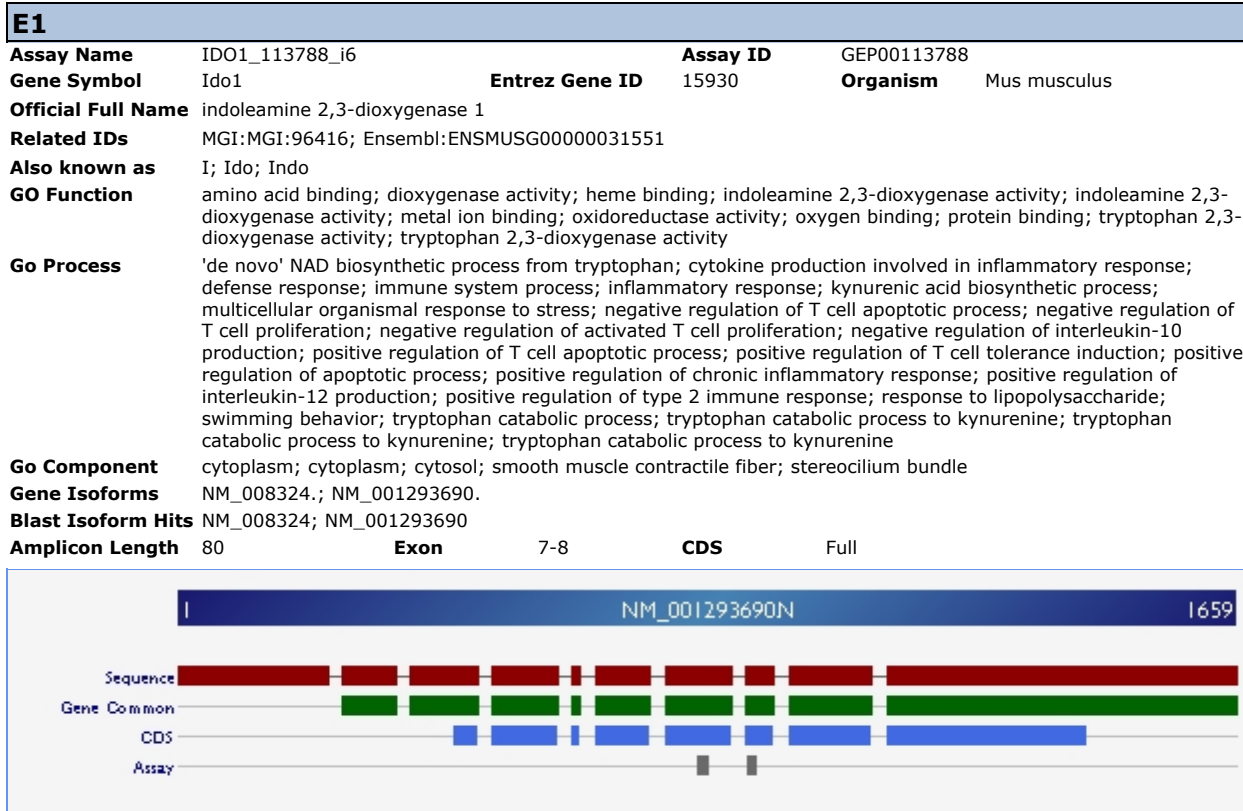 E1
Assay Name IDO1_113788_i6 Assay ID GEP00113788
Gene Symbol Ido1 Entrez Gene ID 15930 Organism Mus musculus
Official Full Name indoleamine 2,3-dioxygenase 1
Related IDs MGI:MGI:96416; Ensembl:ENSMUSG00000031551
Also known as I; Ido; Indo
GO Function amino acid binding; dioxygenase activity; heme binding; indoleamine 2,3-dioxygenase activity; indoleamine 2,3-
dioxygenase activity; metal ion binding; oxidoreductase activity; oxygen binding; protein binding; tryptophan 2,3-
dioxygenase activity; tryptophan 2,3-dioxygenase activity
Go Process 'de novo' NAD biosynthetic process from tryptophan; cytokine production involved in inflammatory response;
defense response; immune system process; inflammatory response; kynurenic acid biosynthetic process;
multicellular organismal response to stress; negative regulation of T cell apoptotic process; negative regulation of
T cell proliferation; negative regulation of activated T cell proliferation; negative regulation of interleukin-10
production; positive regulation of T cell apoptotic process; positive regulation of T cell tolerance induction; positive
regulation of apoptotic process; positive regulation of chronic inflammatory response; positive regulation of
interleukin-12 production; positive regulation of type 2 immune response; response to lipopolysaccharide;
swimming behavior; tryptophan catabolic process; tryptophan catabolic process to kynurenine; tryptophan
catabolic process to kynurenine; tryptophan catabolic process to kynurenine
Go Component cytoplasm; cytoplasm; cytosol; smooth muscle contractile fiber; stereocilium bundle
Gene Isoforms NM_008324.; NM_001293690.
Blast Isoform Hits NM_008324; NM_001293690
Amplicon Length 80 Exon 7-8 CDS Full
1 NM_001293690N 1659
Sequence
Gene Common
CDS
Assay